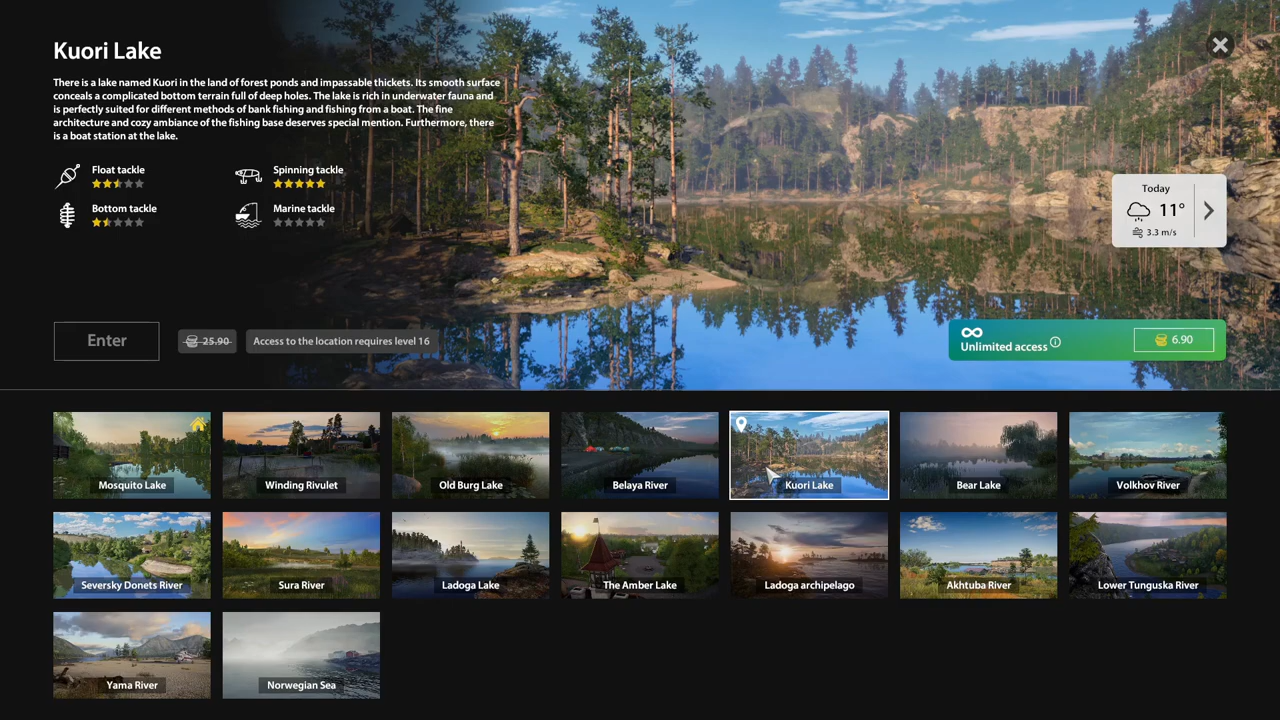 Kuori Lake
There is a lake named Kuori in the land of forest ponds and impassable thickets. Its smooth surface
conceals a complicated bottom terrain full of deep holes. The lake is rich in underwater fauna and
is perfectly suited for different methods of bank fishing and fishing from a boat. The fine
architecture and cozy ambiance of the fishing base deserves special mention. Furthermore, there
is a boat station at the lake.
Float tackle
Spinning tackle
Bottom tackle
Marine tackle
Today
11°
3.3 m/s
Enter
25.90
Access to the location requires level 16
Unlimited access
6.90
Mosquito Lake
Winding Rivulet
Old Burg Lake
Belaya River
Kuori Lake
Bear Lake
Volkhov River
Seversky Donets River
Sura River
Ladoga Lake
The Amber Lake
Ladoga archipelago
Akhtuba River
Lower Tunguska River
Yama River
Norwegian Sea